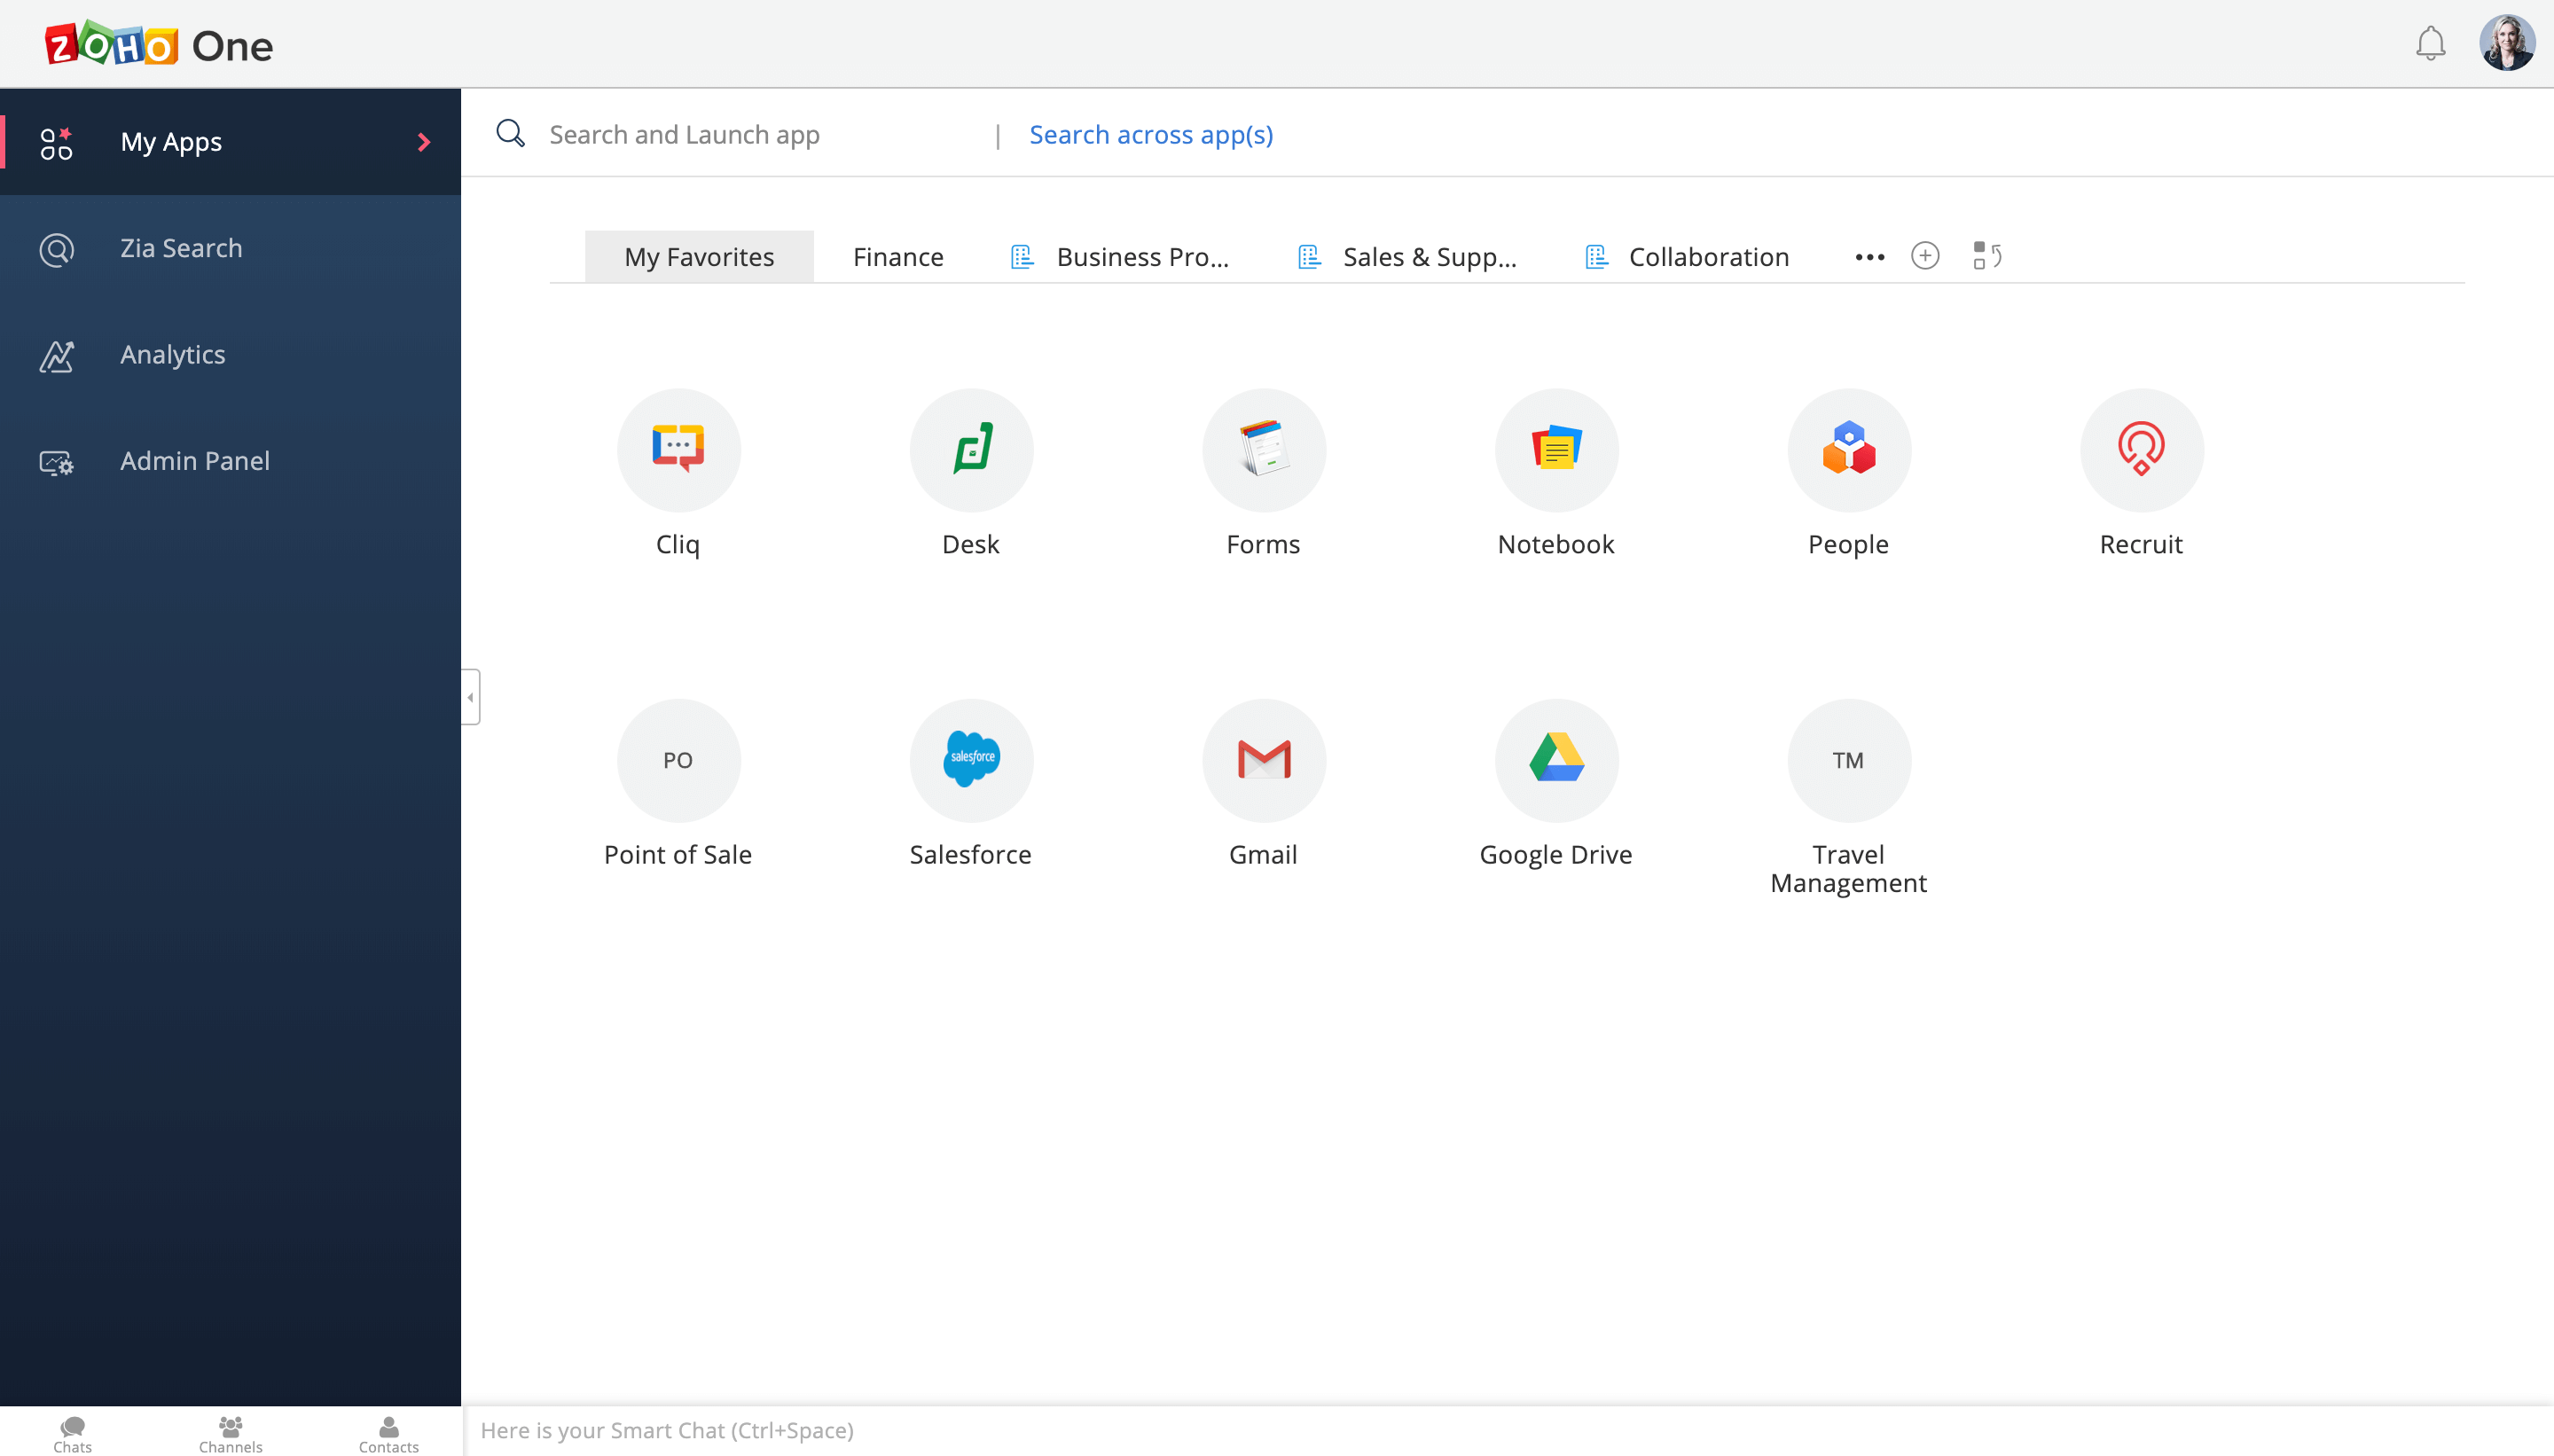 ZOHO One
My Apps
Search and Launch app | Search across app(s)
Zia Search
Analytics
Admin Panel
My Favorites Finance Business Pro... Sales & Supp... Collaboration
Cliq Desk Forms Notebook People Recruit
PO salesforce TM
Point of Sale Salesforce Gmail Google Drive Travel
Management
Chats Channels Contacts
Here is your Smart Chat (Ctrl+Space)